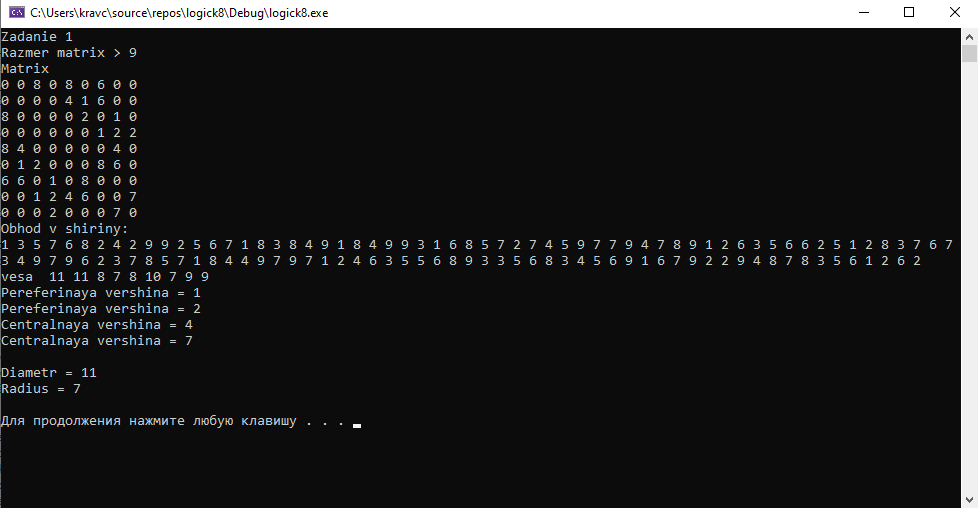 C:\Users\kravc\source\repos\logick8\Debug\logick8.exe
Zadanie 1
Razmer matrix > 9
Matrix
0 0 8 0 8 0 6 0 0
0 0 0 0 4 1 6 0 0
8 0 0 0 0 2 0 1 0
0 0 0 0 0 0 1 2 2
8 4 0 0 0 0 0 4 0
0 1 2 0 0 0 8 6 0
6 6 0 1 0 8 0 0 0
0 0 1 2 4 6 0 0 7
0 0 0 2 0 0 0 7 0
Obhod v shiriny:
1 3 5 7 6 8 2 4 2 9 9 2 5 6 7 1 8 3 8 4 9 1 8 4 9 9 3 1 6 8 5 7 2 7 4 5 9 7 7 9 4 7 8 9 1 2 6 3 5 6 6 2 5 1 2 8 3 7 6 7
3 4 9 7 9 6 2 3 7 8 5 7 1 8 4 4 9 7 9 7 1 2 4 6 3 5 5 6 8 9 3 3 5 6 8 3 4 5 6 9 1 6 7 9 2 2 9 4 8 7 8 3 5 6 1 2 6 2
vesa  11 11 8 7 8 10 7 9 9
Pereferinaya vershina = 1
Pereferinaya vershina = 2
Centralnaya vershina = 4
Centralnaya vershina = 7
Diametr = 11
Radius = 7
Для продолжения нажмите любую клавишу . . .